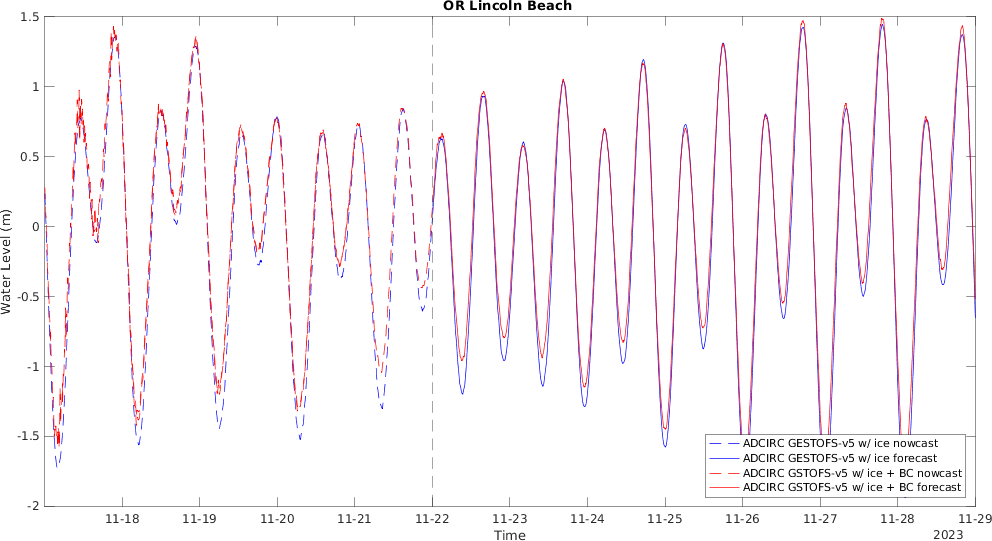 OR Lincoln Beach
Water Level (m)
1.5
1
0.5
0
-0.5
-1
-1.5
-2
ADCIRC GESTOFS-v5 w/ ice nowcast
ADCIRC GESTOFS-v5 w/ ice forecast
ADCIRC GSTOFS-v5 w/ ice + BC nowcast
ADCIRC GSTOFS-v5 w/ ice + BC forecast
11-18 11-19 11-20 11-21 11-22 11-23 11-24 11-25 11-26 11-27 11-28 11-29
Time
2023